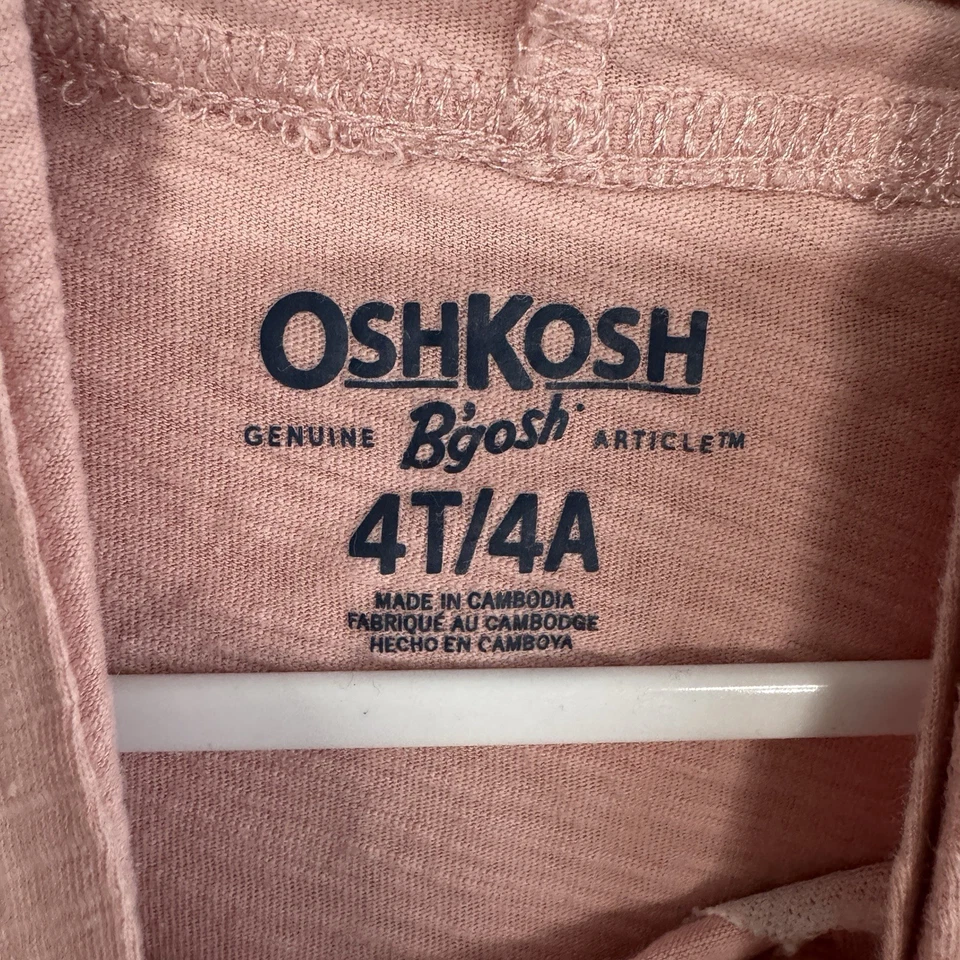 OSHKOSH
GENUINE B'gosh ARTICLE™
4T/4A
MADE IN CAMBODIA
FABRIQUÉ AU CAMBODGE
HECHO EN CAMBOYA